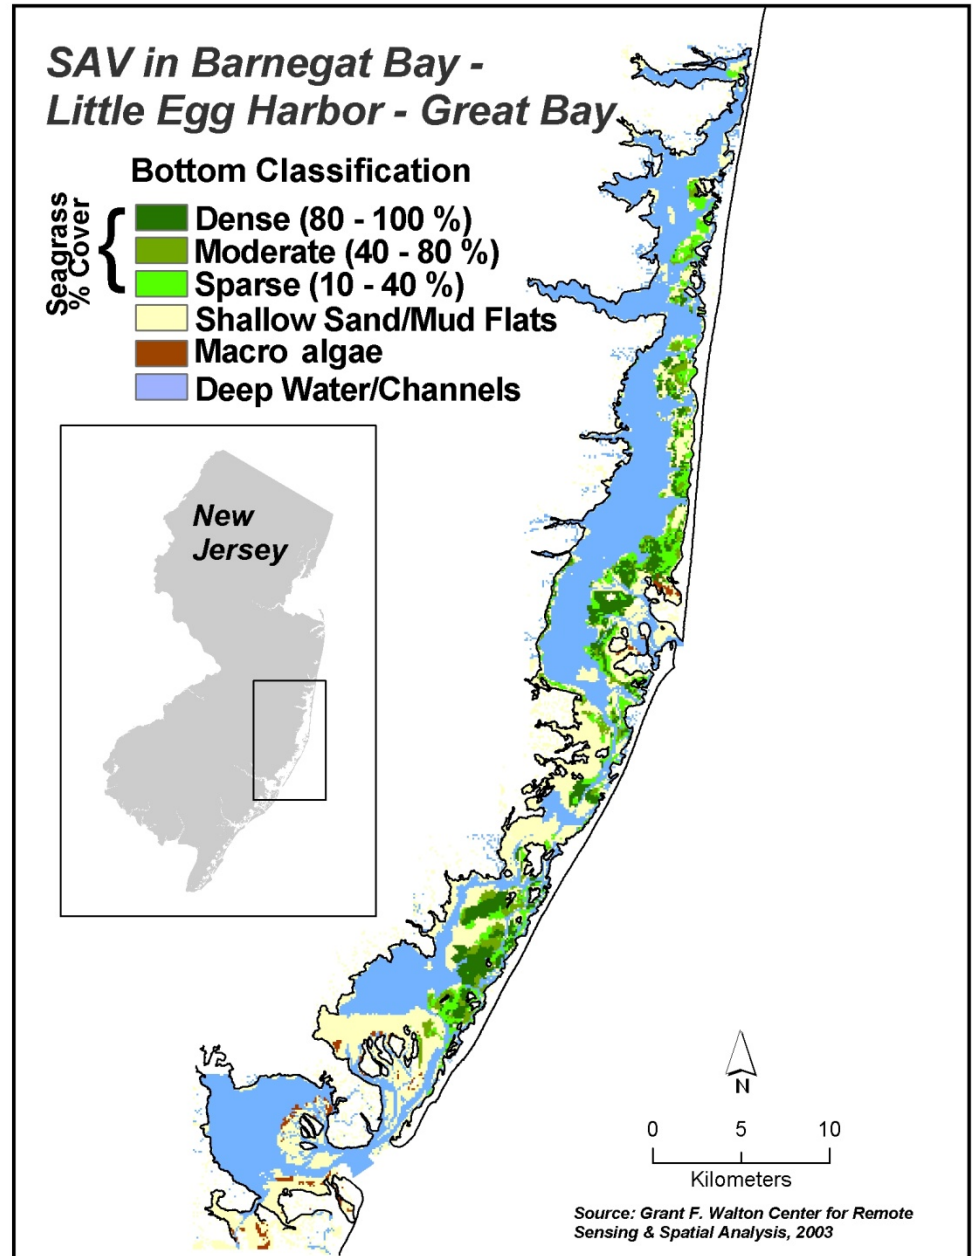 SAV in Barnegat Bay -
Little Egg Harbor - Great Bay
Bottom Classification
Seagrass
% Cover
{
Dense (80 - 100 %)
Moderate (40 - 80 %)
Sparse (10 - 40 %)
Shallow Sand/Mud Flats
Macro algae
Deep Water/Channels
New
Jersey
N
0 5 10
Kilometers
Source: Grant F. Walton Center for Remote
Sensing & Spatial Analysis, 2003